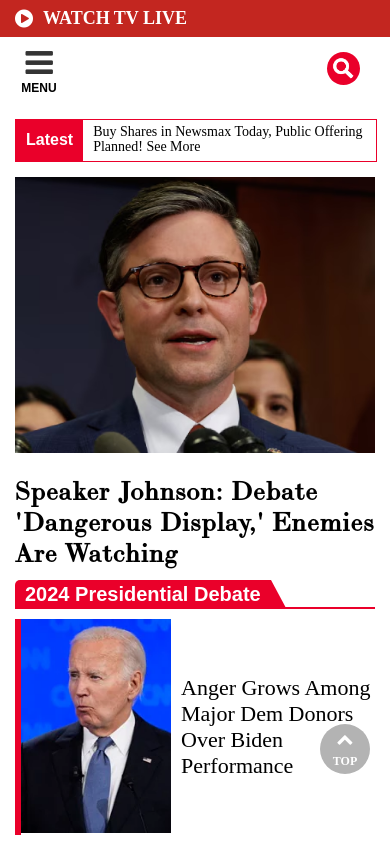 WATCH TV LIVE
MENU
Latest
Buy Shares in Newsmax Today, Public Offering
Planned! See More
Speaker Johnson: Debate
'Dangerous Display,' Enemies
Are Watching
2024 Presidential Debate
Anger Grows Among
Major Dem Donors
Over Biden
Performance
TOP